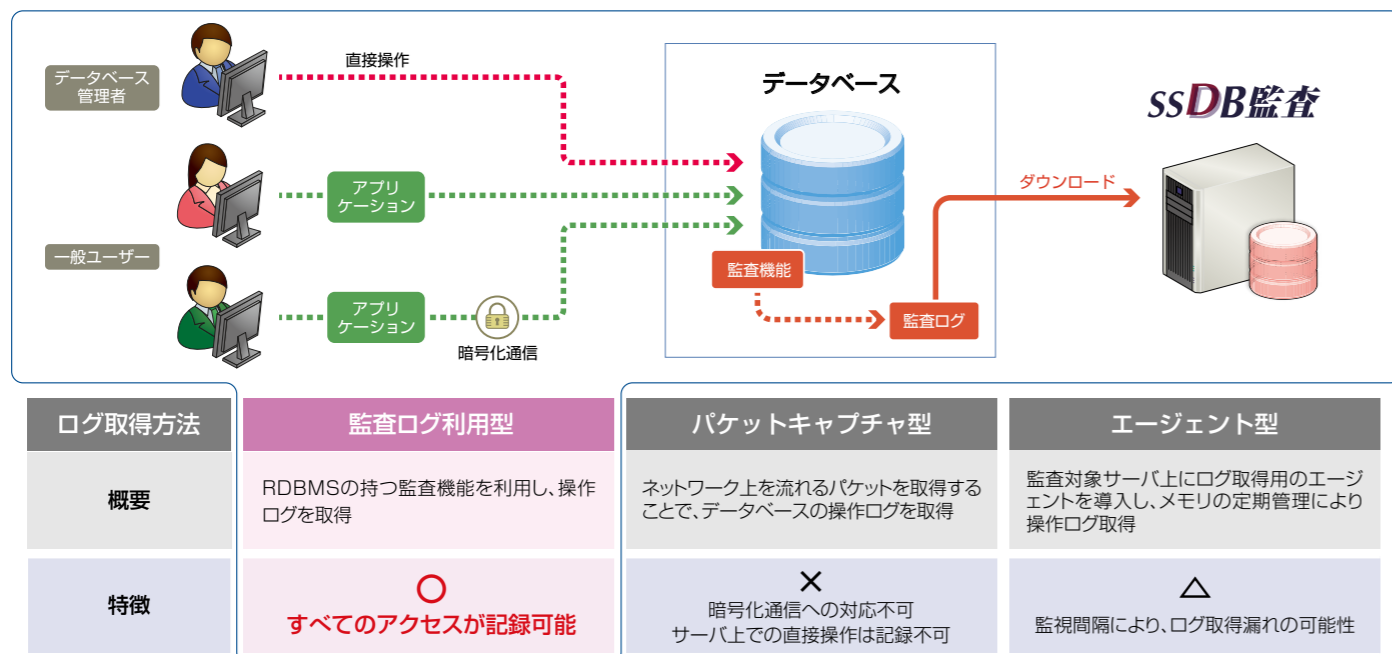 データベース
管理者
直接操作
データベース
SSDB監査
アプリ
ケーション
ダウンロード
一般ユーザー
監査機能
アプリ
ケーション
監査ログ
暗号化通信
ログ取得方法
監査ログ利用型
パケットキャプチャ型
エージェント型
概要
RDBMSの持つ監査機能を利用し、操作
ログを取得
ネットワーク上を流れるパケットを取得する
ことで、データベースの操作ログを取得
監査対象サーバ上にログ取得用のエージ
ェントを導入し、メモリの定期管理により
操作ログ取得
特徴
○
すべてのアクセスが記録可能
×
暗号化通信への対応不可
サーバ上での直接操作は記録不可
△
監視間隔により、ログ取得漏れの可能性